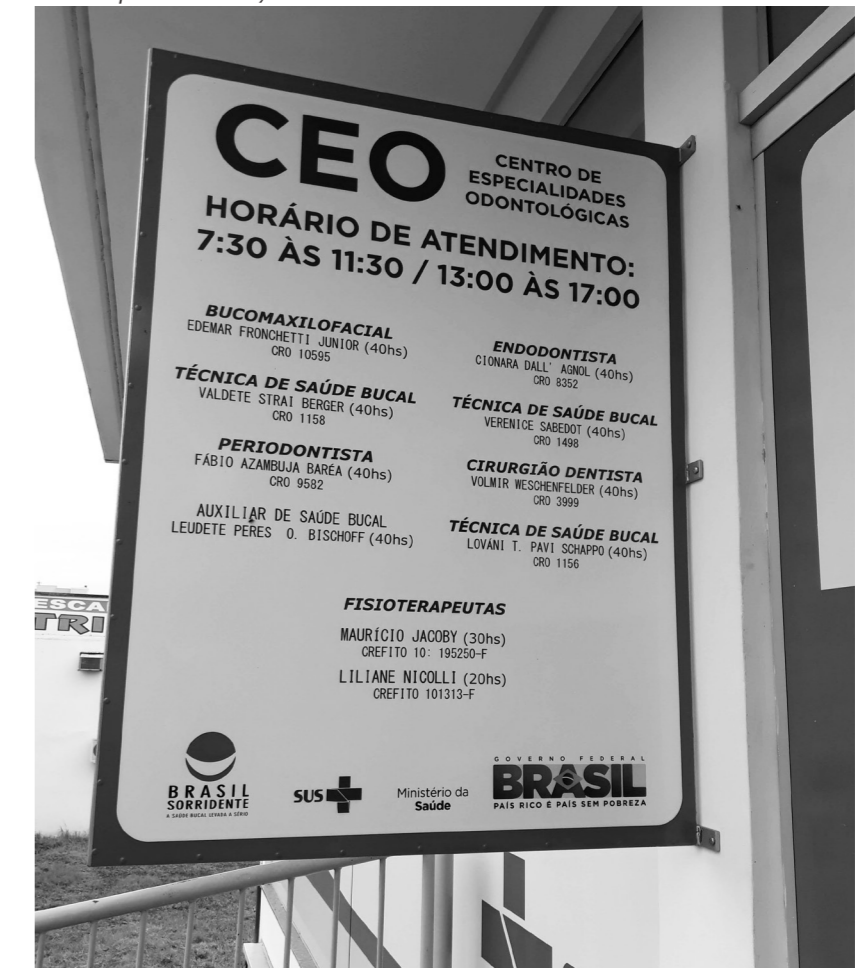 CEO
CENTRO DE
ESPECIALIDADES
ODONTOLÓGICAS
HORÁRIO DE ATENDIMENTO:
7:30 ÀS 11:30 / 13:00 ÀS 17:00
BUCOMAXILOFACIAL
EDEMAR FRONCHETTI JUNIOR (40hs)
CRO 10595
TÉCNICA DE SAÚDE BUCAL
VALDETE STRAI BERGER (40hs)
CRO 1158
PERIODONTISTA
FÁBIO AZAMBUJA BARÉA (40hs)
CRO 9582
AUXILIAR DE SAÚDE BUCAL
LEUDETE PERES O. BISCHOFF (40hs)
ENDODONTISTA
CIONARA DALL' AGNOL (40hs)
CRO 8352
TÉCNICA DE SAÚDE BUCAL
VERENICE SABEDOT (40hs)
CRO 1498
CIRURGIÃO DENTISTA
VOLMIR WESCHENFELDER (40hs)
CRO 3999
TÉCNICA DE SAÚDE BUCAL
LOVÁNI T. PAVI SCHAPPO (40hs)
CRO 1156
FISIOTERAPEUTAS
MAURÍCIO JACOBY (30hs)
CREFITO 10: 195250-F
LILIANE NICOLLI (20hs)
CREFITO 101313-F
BRASIL
SORRIDENTE
A SAÚDE BUCAL LEVADA A SÉRIO
SUS
Ministério da
Saúde
GOVERNO FEDERAL
BRASIL
PAÍS RICO É PAÍS SEM POBREZA
ESCA
TRI